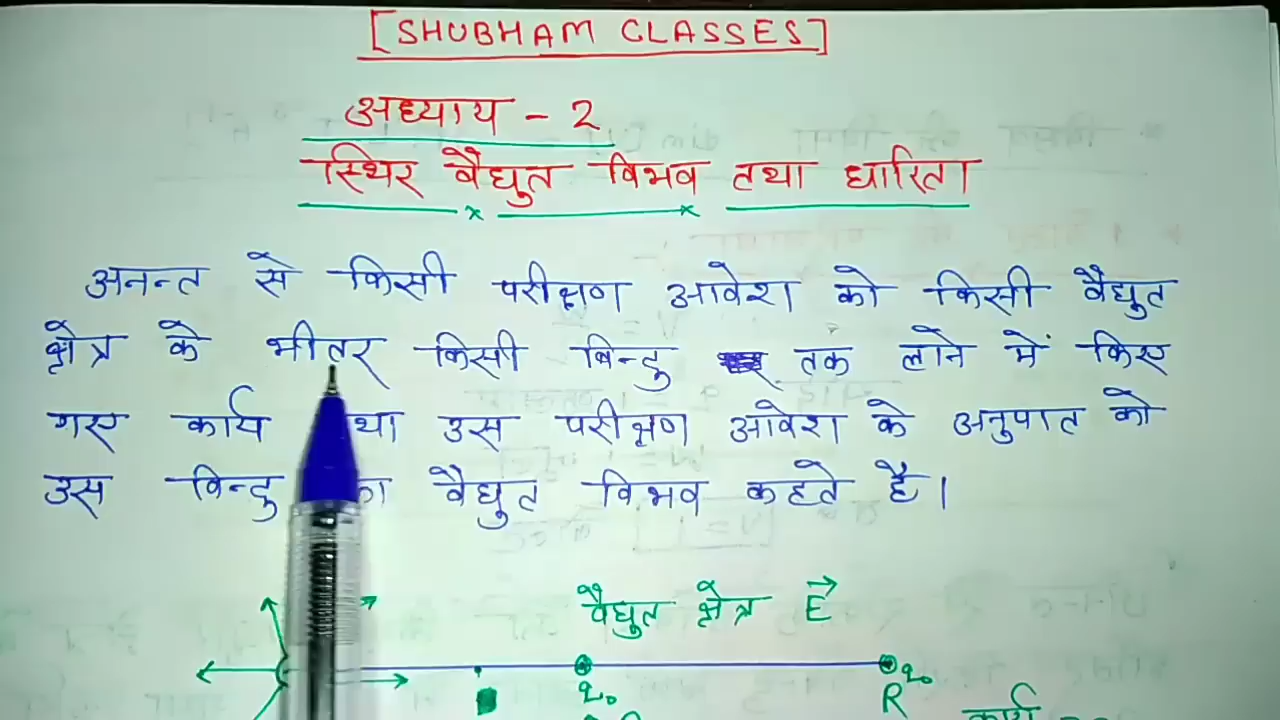 [SHUBHAM CLASSES]
अध्याय - 2
स्थिर वैद्युत विभव तथा धारिता
अनन्त से किसी परीक्षण आवेश को किसी वैद्युत
क्षेत्र के भीतर किसी बिन्दु तक लाने में किए
गए कार्य तथा उस परीक्षण आवेश के अनुपात को
उस बिन्दु का वैद्युत विभव कहते है।
वैद्युत क्षेत्र E⃗
q₀ q₀
R कार्य